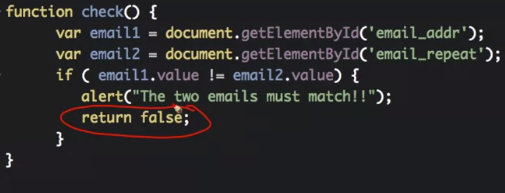 function check() {
var email1 = document.getElementById('email_addr');
var email2 = document.getElementById('email_repeat');
if ( email1.value != email2.value) {
alert("The two emails must match!!");
return false;
}
}